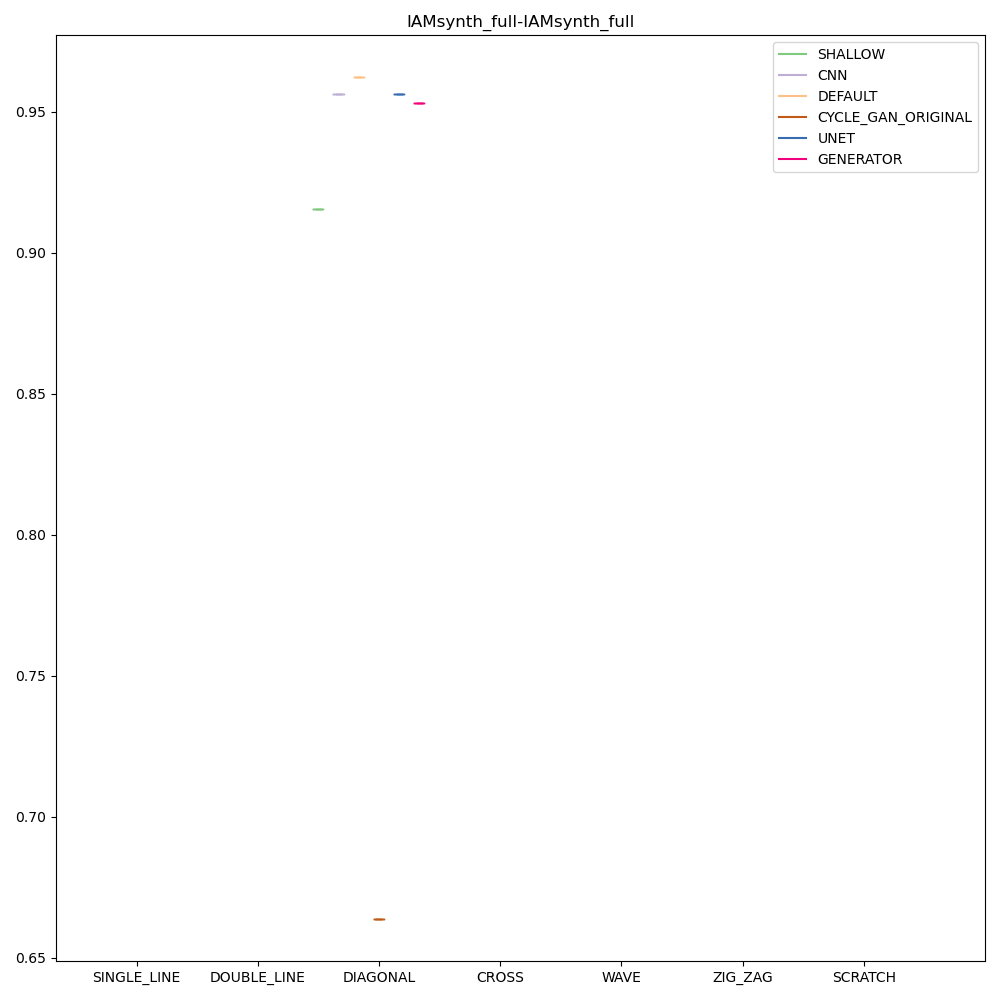 IAMsynth_full-IAMsynth_full
SHALLOW
CNN
DEFAULT
CYCLE_GAN_ORIGINAL
UNET
GENERATOR
0.95
0.90
0.85
0.80
0.75
0.70
0.65
SINGLE_LINE DOUBLE_LINE DIAGONAL CROSS WAVE ZIG_ZAG SCRATCH